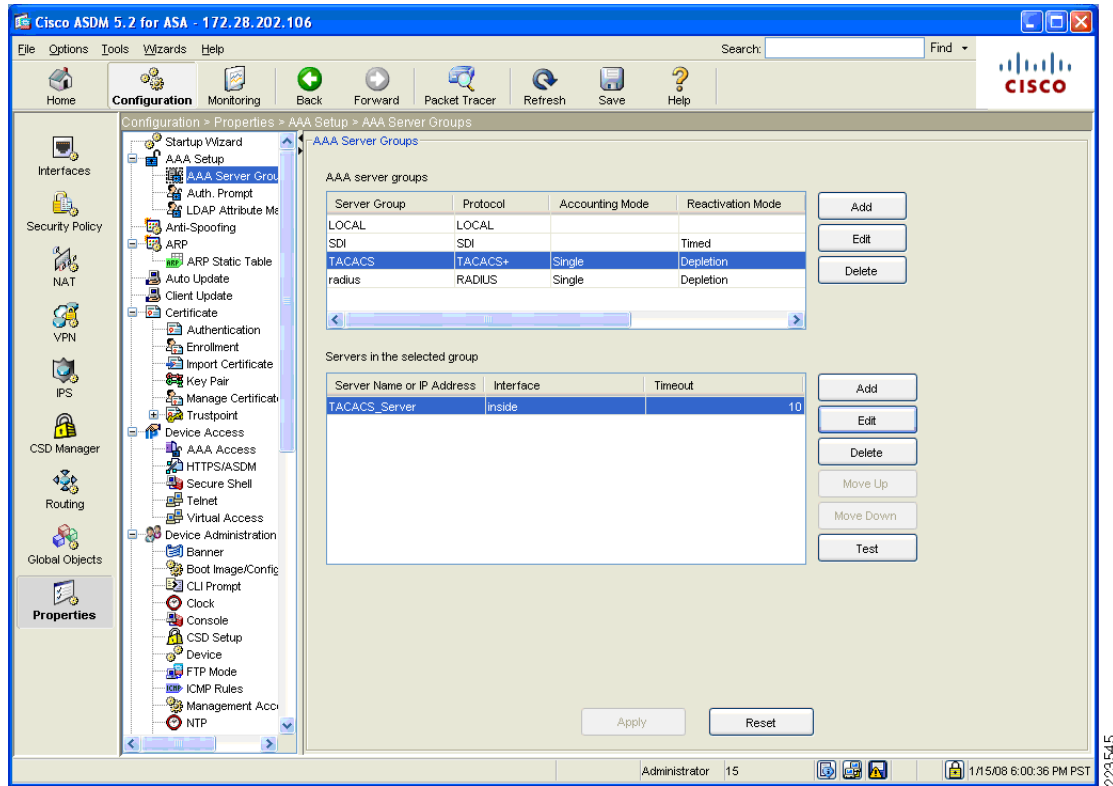 Cisco ASDM 5.2 for ASA - 172.28.202.106
File Options Tools Wizards Help Search: Find
Home Configuration Monitoring Back Forward Packet Tracer Refresh Save Help
CISCO
Configuration > Properties > AAA Setup > AAA Server Groups
Interfaces
Security Policy
NAT
VPN
IPS
CSD Manager
Routing
Global Objects
Properties
Startup Wizard
AAA Setup
AAA Server Grou
Auth. Prompt
LDAP Attribute Ma
Anti-Spoofing
ARP
ARP Static Table
Auto Update
Client Update
Certificate
Authentication
Enrollment
Import Certificate
Key Pair
Manage Certificat
Trustpoint
Device Access
AAA Access
HTTPS/ASDM
Secure Shell
Telnet
Virtual Access
Device Administration
Banner
Boot Image/Config
CLI Prompt
Clock
Console
CSD Setup
Device
FTP Mode
ICMP ICMP Rules
Management Acc
NTP
AAA Server Groups
AAA server groups
Server Group Protocol Accounting Mode Reactivation Mode
LOCAL LOCAL
SDI SDI Timed
TACACS TACACS+ Single Depletion
radius RADIUS Single Depletion
Add
Edit
Delete
Servers in the selected group
Server Name or IP Address Interface Timeout
TACACS_Server inside 10
Add
Edit
Delete
Move Up
Move Down
Test
Apply Reset
Administrator 15 1/15/08 6:00:36 PM PST
223545